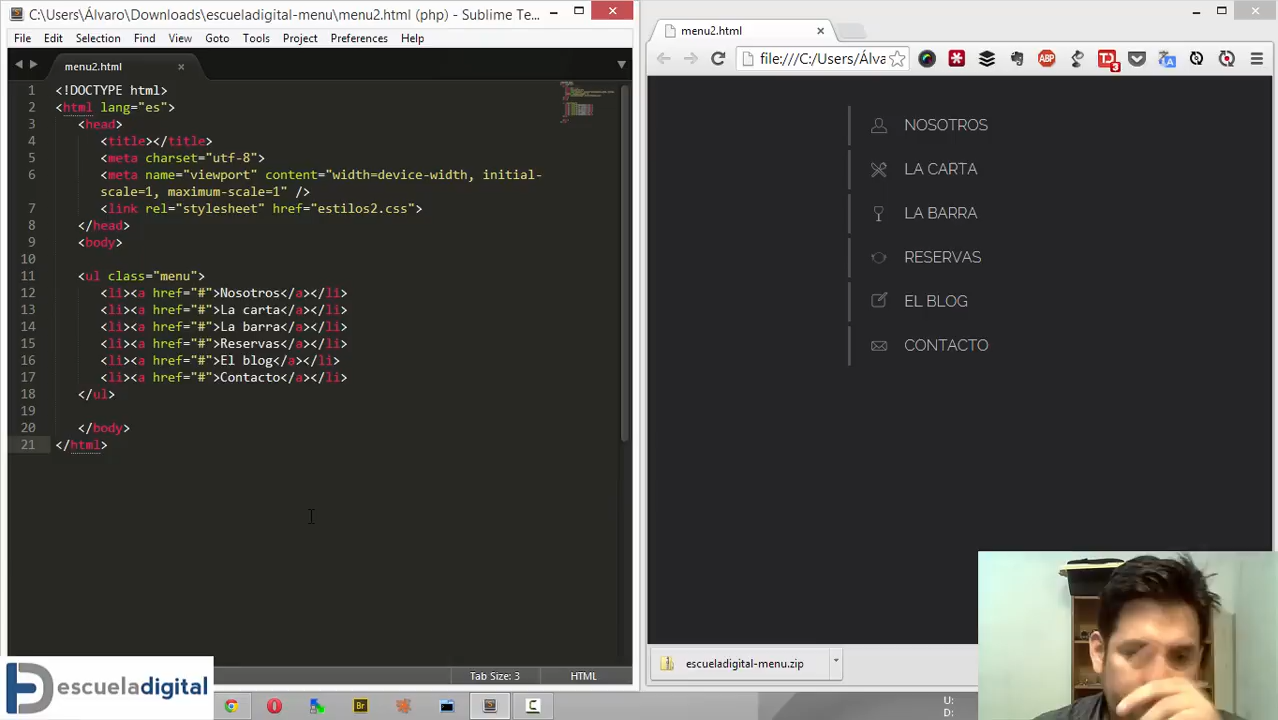 C:\Users\Álvaro\Downloads\escueladigital-menu\menu2.html (php) - Sublime Te...
File Edit Selection Find View Goto Tools Project Preferences Help
menu2.html
1 <!DOCTYPE html>
2 <html lang="es">
3 <head>
4 <title></title>
5 <meta charset="utf-8">
6 <meta name="viewport" content="width=device-width, initial-
scale=1, maximum-scale=1" />
7 <link rel="stylesheet" href="estilos2.css">
8 </head>
9 <body>
10
11 <ul class="menu">
12 <li><a href="#">Nosotros</a></li>
13 <li><a href="#">La carta</a></li>
14 <li><a href="#">La barra</a></li>
15 <li><a href="#">Reservas</a></li>
16 <li><a href="#">El blog</a></li>
17 <li><a href="#">Contacto</a></li>
18 </ul>
19
20 </body>
21 </html>
Tab Size: 3 HTML
escueladigital
Br
menu2.html
file:///C:/Users/Álva
ABP
3
NOSOTROS
LA CARTA
LA BARRA
RESERVAS
EL BLOG
CONTACTO
escueladigital-menu.zip
U:
D: